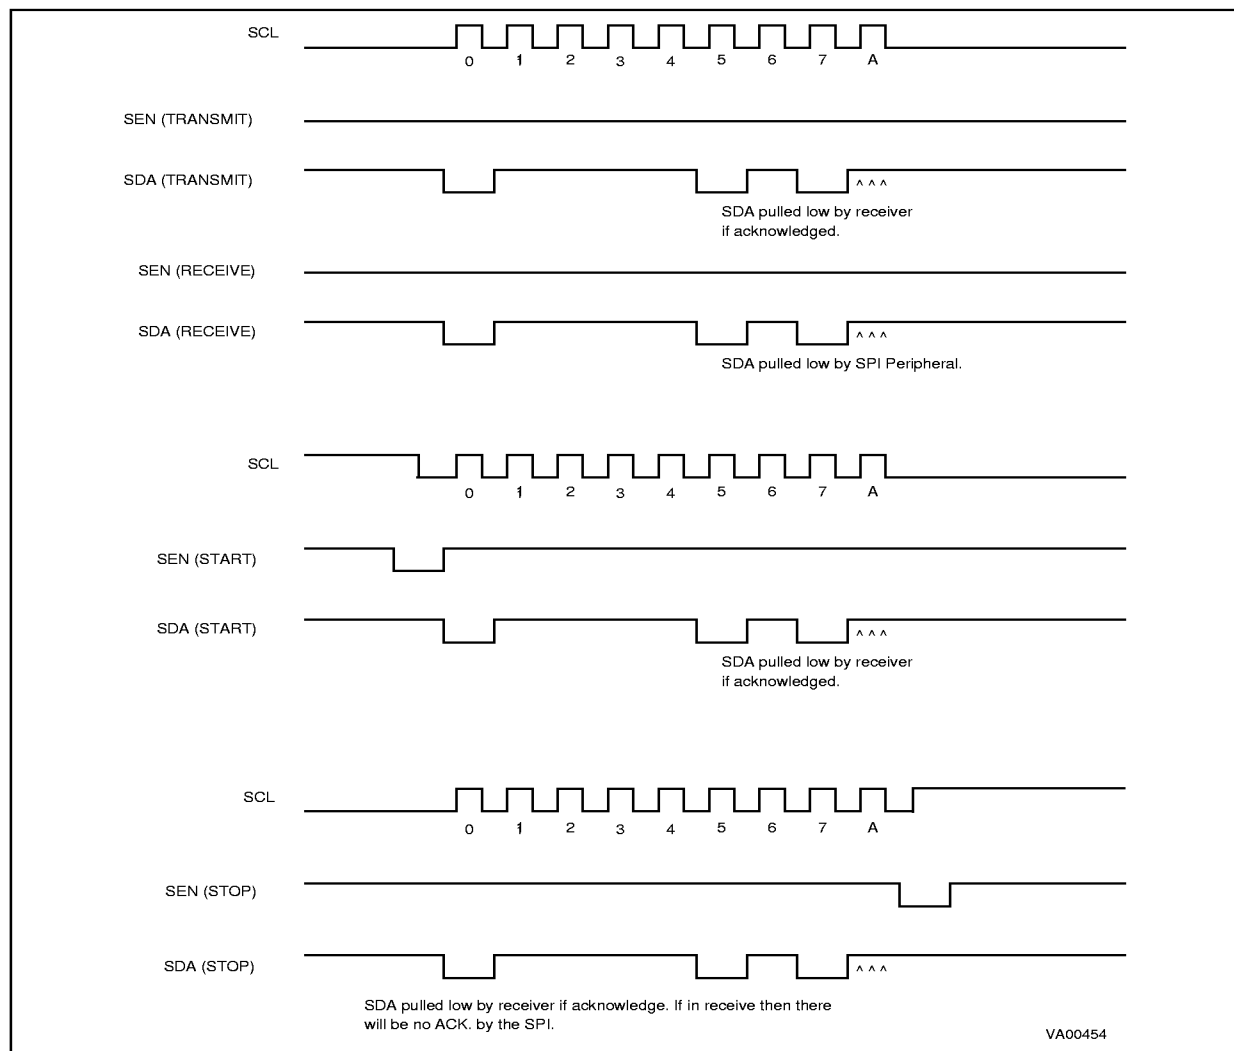 SCL
0 1 2 3 4 5 6 7 A
SEN (TRANSMIT)
SDA (TRANSMIT)
^ ^ ^
SDA pulled low by receiver
if acknowledged.
SEN (RECEIVE)
SDA (RECEIVE)
^ ^ ^
SDA pulled low by SPI Peripheral.
SCL
0 1 2 3 4 5 6 7 A
SEN (START)
SDA (START)
^ ^ ^
SDA pulled low by receiver
if acknowledged.
SCL
0 1 2 3 4 5 6 7 A
SEN (STOP)
SDA (STOP)
^ ^ ^
SDA pulled low by receiver if acknowledge. If in receive then there
will be no ACK. by the SPI.
VA00454